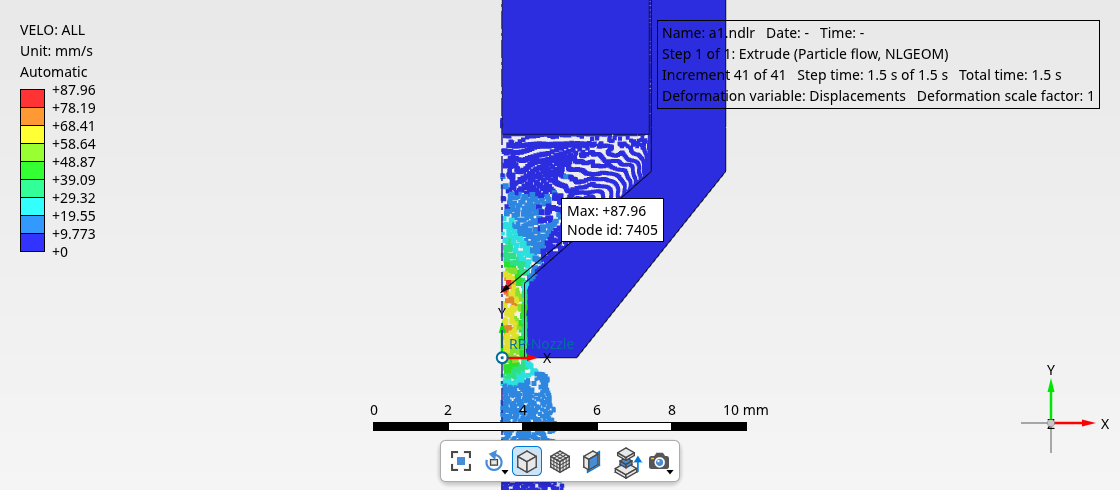 VELO: ALL
Unit: mm/s
Automatic
+87.96
+78.19
+68.41
+58.64
+48.87
+39.09
+29.32
+19.55
+9.773
+0
Name: a1.ndlr Date: - Time: -
Step 1 of 1: Extrude (Particle flow, NLGEOM)
Increment 41 of 41 Step time: 1.5 s of 1.5 s Total time: 1.5 s
Deformation variable: Displacements Deformation scale factor: 1
Max: +87.96
Node id: 7405
Y
RP Nozzle
X
0 2 4 6 8 10 mm
Y
X
Z